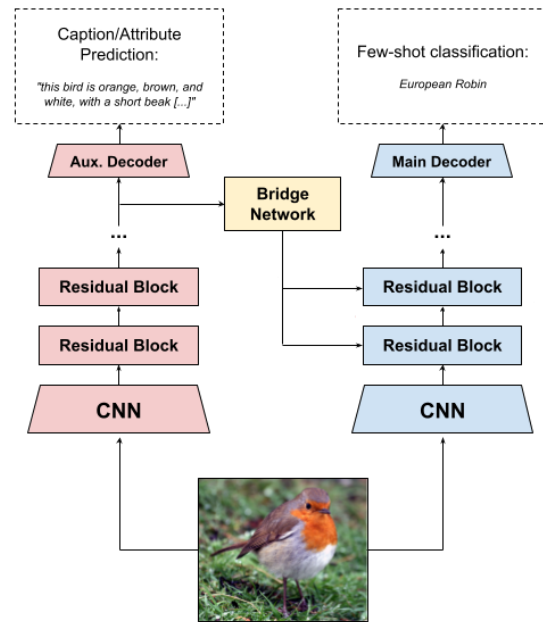 Caption/Attribute
Prediction:
"this bird is orange, brown, and
white, with a short beak [...]"
Few-shot classification:
European Robin
Aux. Decoder
Main Decoder
Bridge
Network
...
...
Residual Block
Residual Block
Residual Block
Residual Block
CNN
CNN